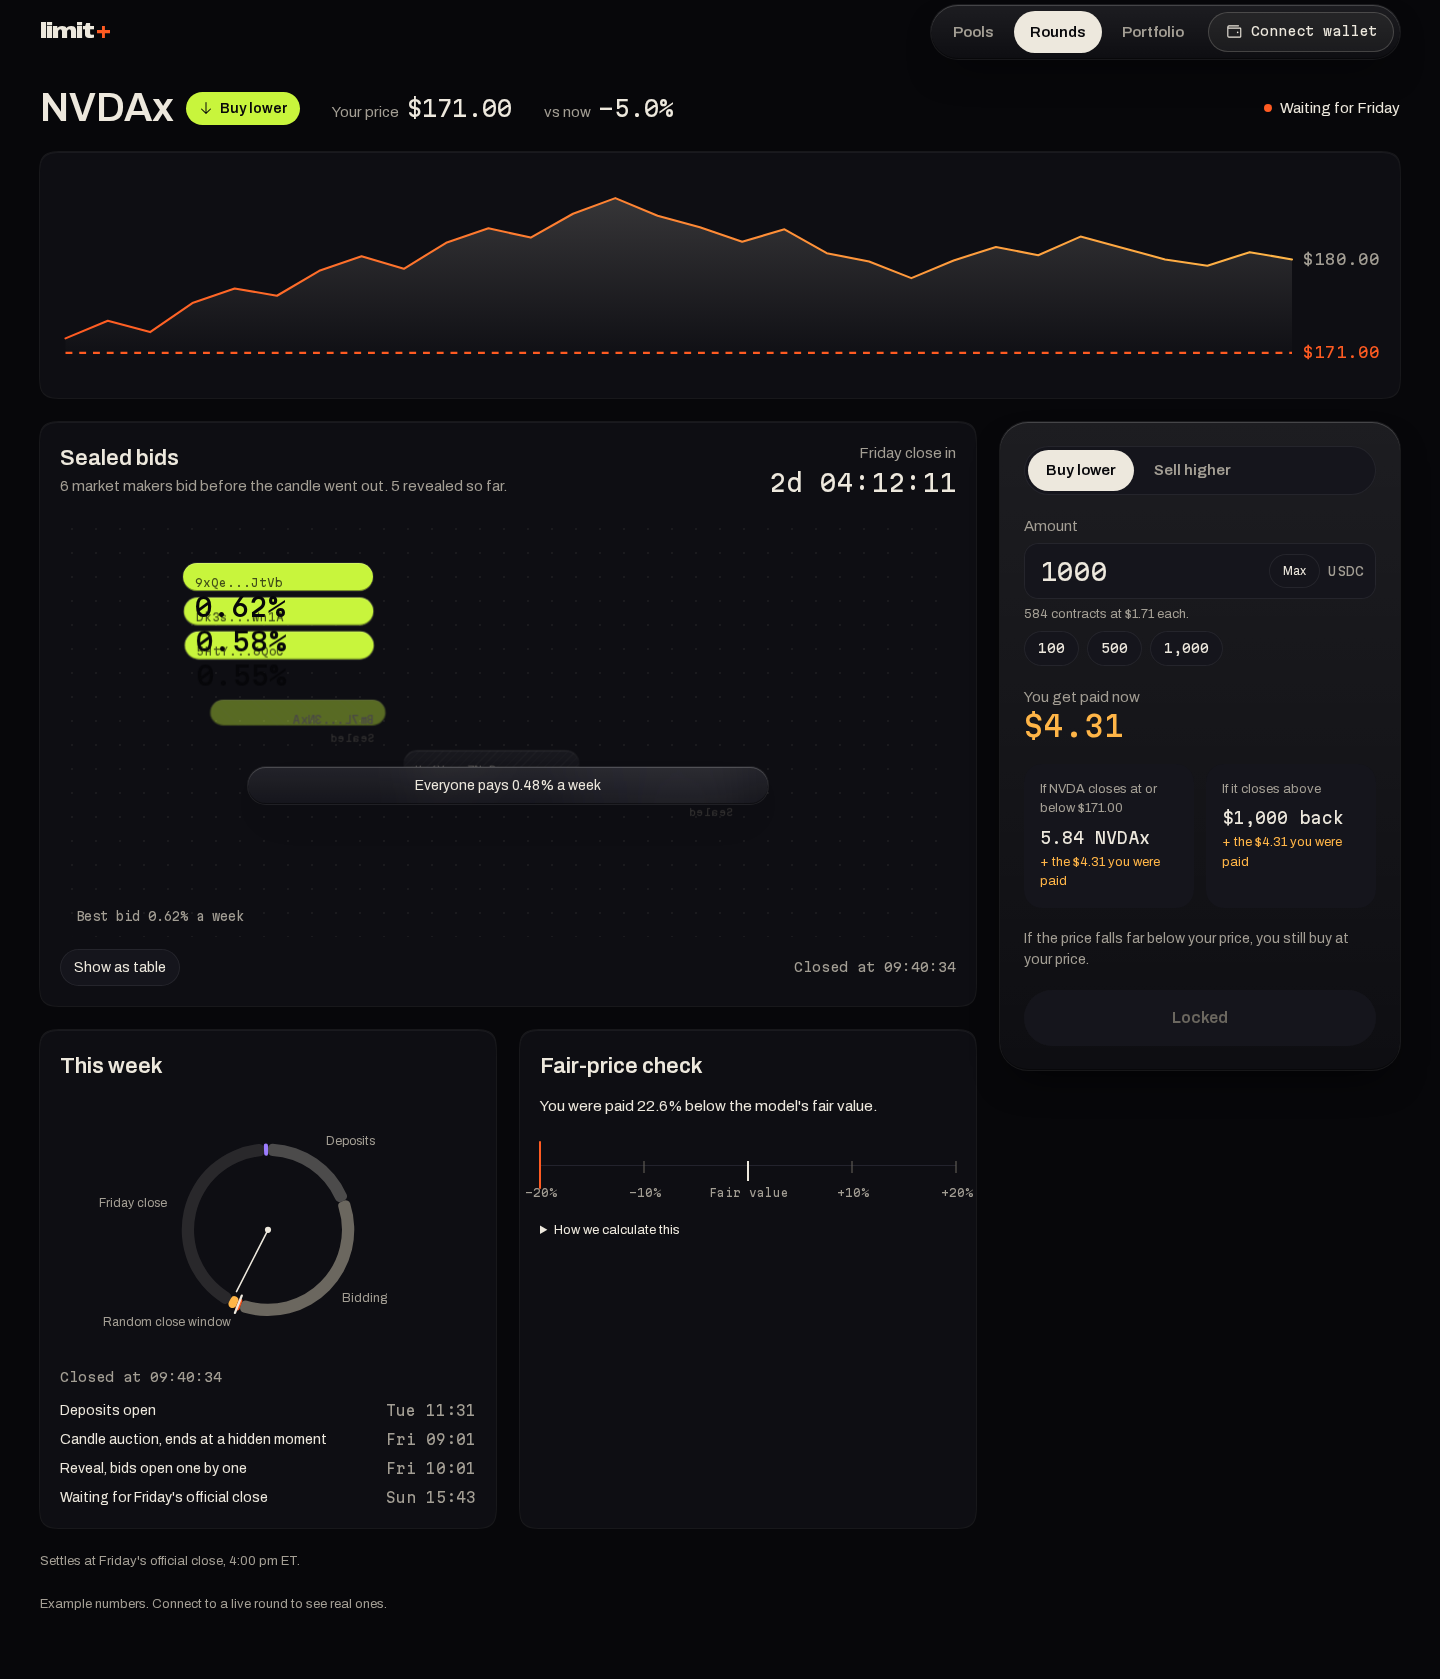 limit+
Pools
Rounds
Portfolio
Connect wallet
NVDAx
Buy lower
Your price $171.00
vs now −5.0%
Waiting for Friday
$180.00
$171.00
Sealed bids
6 market makers bid before the candle went out. 5 revealed so far.
Friday close in
2d 04:12:11
9xQe...JtVb
0.62%
0.58%
0.55%
Sealed
Everyone pays 0.48% a week
Sealed
Best bid 0.62% a week
Show as table
Closed at 09:40:34
Buy lower
Sell higher
Amount
1000
Max
USDC
584 contracts at $1.71 each.
100
500
1,000
You get paid now
$4.31
If NVDA closes at or
below $171.00
5.84 NVDAx
+ the $4.31 you were
paid
If it closes above
$1,000 back
+ the $4.31 you were
paid
If the price falls far below your price, you still buy at
your price.
Locked
This week
Deposits
Friday close
Bidding
Random close window
Closed at 09:40:34
Deposits open Tue 11:31
Candle auction, ends at a hidden moment Fri 09:01
Reveal, bids open one by one Fri 10:01
Waiting for Friday's official close Sun 15:43
Fair-price check
You were paid 22.6% below the model's fair value.
−20%
−10%
Fair value
+10%
+20%
How we calculate this
Settles at Friday's official close, 4:00 pm ET.
Example numbers. Connect to a live round to see real ones.